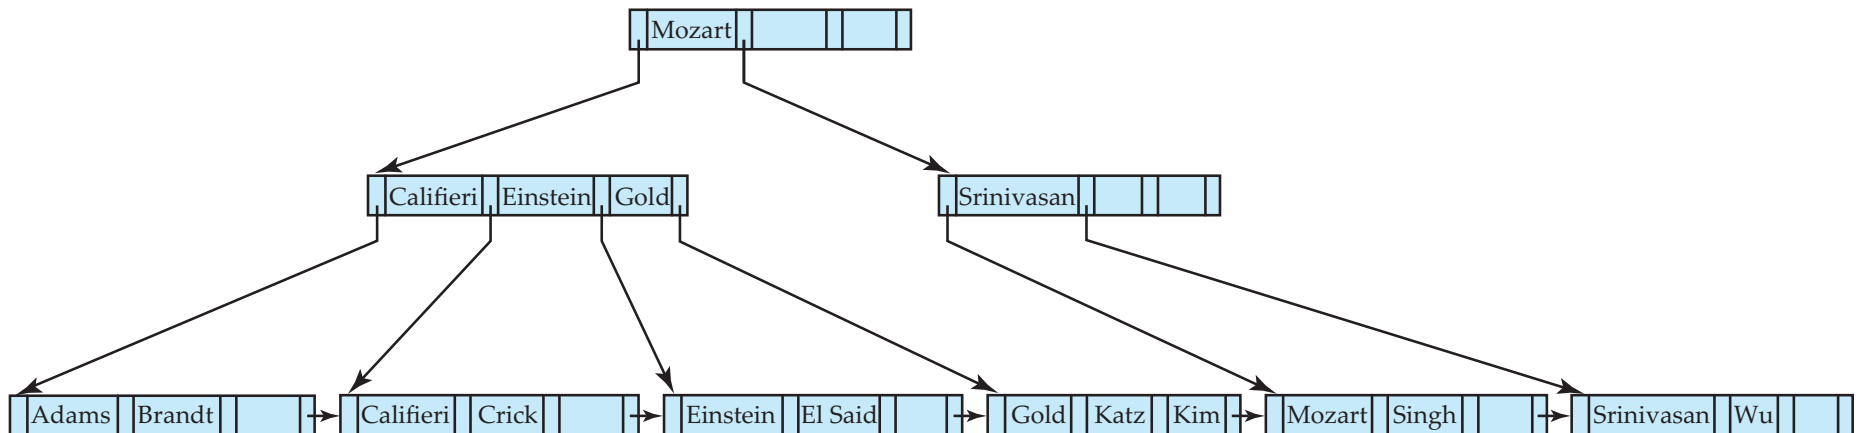 Mozart
Califieri Einstein Gold Srinivasan
Adams Brandt Califieri Crick Einstein El Said Gold Katz Kim Mozart Singh Srinivasan Wu